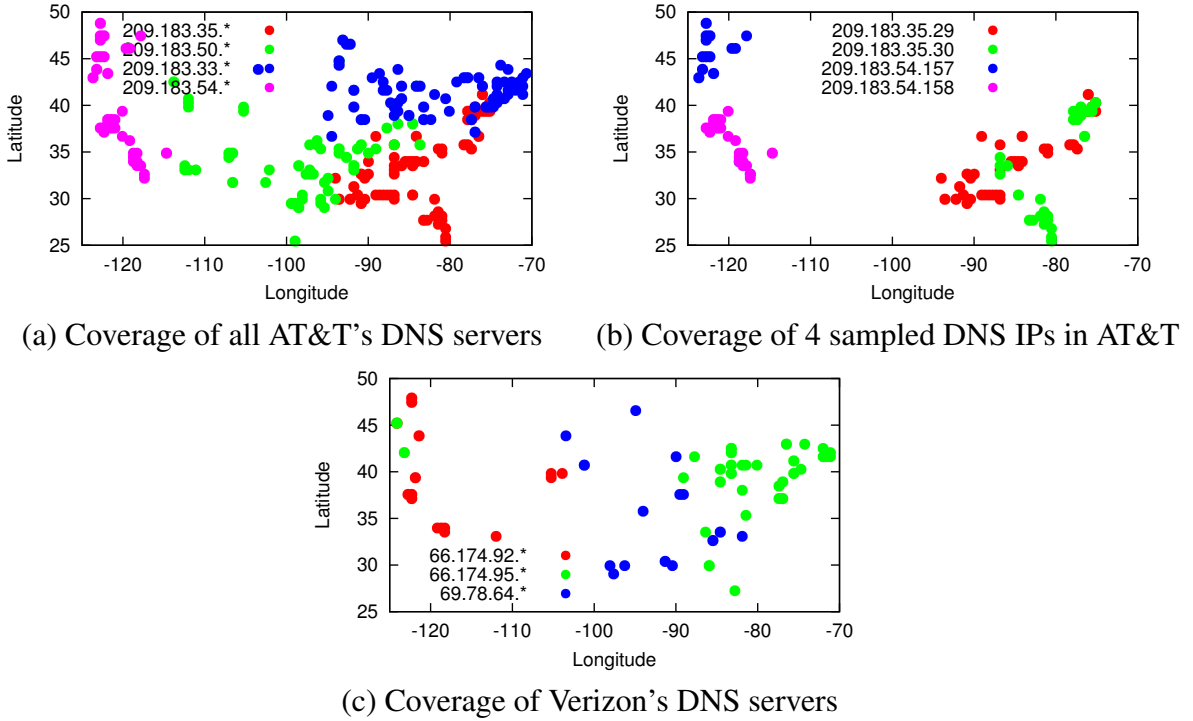 50
45
40
35
30
25
Latitude
209.183.35.*
209.183.50.*
209.183.33.*
209.183.54.*
-120 -110 -100 -90 -80 -70
Longitude
(a) Coverage of all AT&T's DNS servers
50
45
40
35
30
25
Latitude
209.183.35.29
209.183.35.30
209.183.54.157
209.183.54.158
-120 -110 -100 -90 -80 -70
Longitude
(b) Coverage of 4 sampled DNS IPs in AT&T
50
45
40
35
30
25
Latitude
66.174.92.*
66.174.95.*
69.78.64.*
-120 -110 -100 -90 -80 -70
Longitude
(c) Coverage of Verizon's DNS servers